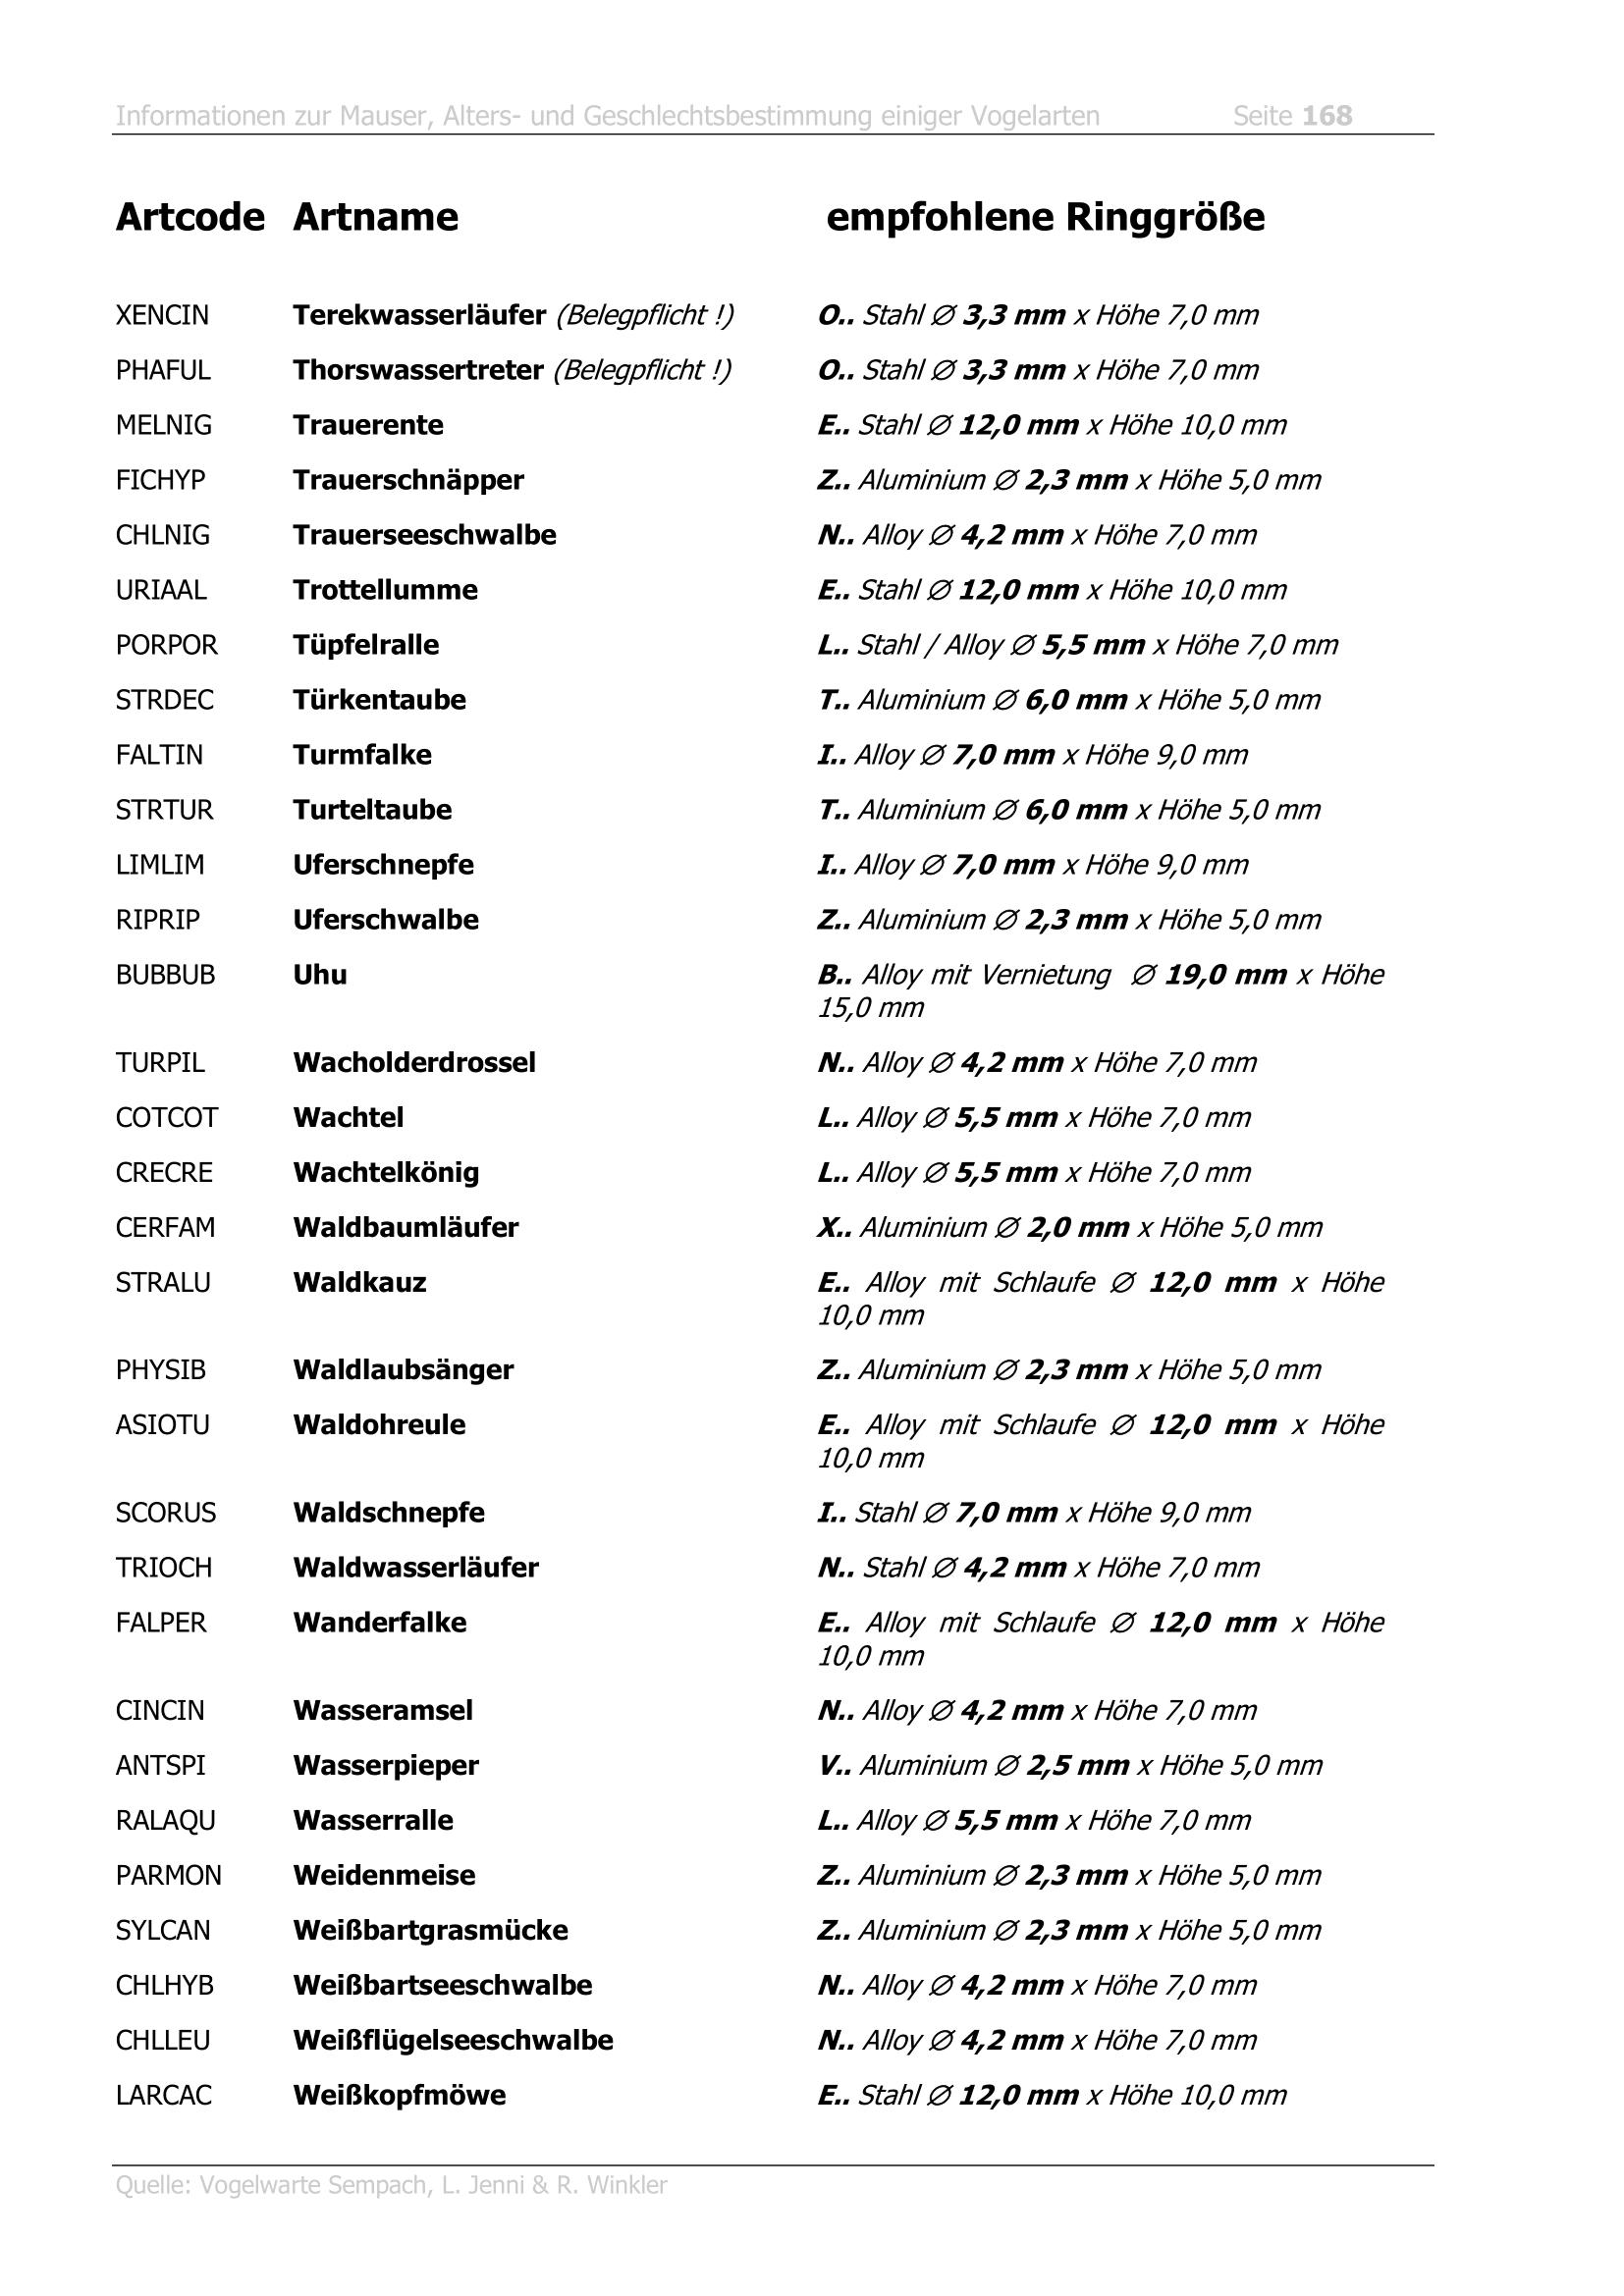 Informationen zur Mauser, Alters- und Geschlechtsbestimmung einiger Vogelarten Seite 168
Artcode Artname empfohlene Ringgröße
XENCIN Terekwasserläufer (Belegpflicht !) O.. Stahl ∅ 3,3 mm x Höhe 7,0 mm
PHAFUL Thorswassertreter (Belegpflicht !) O.. Stahl ∅ 3,3 mm x Höhe 7,0 mm
MELNIG Trauerente E.. Stahl ∅ 12,0 mm x Höhe 10,0 mm
FICHYP Trauerschnäpper Z.. Aluminium ∅ 2,3 mm x Höhe 5,0 mm
CHLNIG Trauerseeschwalbe N.. Alloy ∅ 4,2 mm x Höhe 7,0 mm
URIAAL Trottellumme E.. Stahl ∅ 12,0 mm x Höhe 10,0 mm
PORPOR Tüpfelralle L.. Stahl / Alloy ∅ 5,5 mm x Höhe 7,0 mm
STRDEC Türkentaube T.. Aluminium ∅ 6,0 mm x Höhe 5,0 mm
FALTIN Turmfalke I.. Alloy ∅ 7,0 mm x Höhe 9,0 mm
STRTUR Turteltaube T.. Aluminium ∅ 6,0 mm x Höhe 5,0 mm
LIMLIM Uferschnepfe I.. Alloy ∅ 7,0 mm x Höhe 9,0 mm
RIPRIP Uferschwalbe Z.. Aluminium ∅ 2,3 mm x Höhe 5,0 mm
BUBBUB Uhu B.. Alloy mit Vernietung ∅ 19,0 mm x Höhe
15,0 mm
TURPIL Wacholderdrossel N.. Alloy ∅ 4,2 mm x Höhe 7,0 mm
COTCOT Wachtel L.. Alloy ∅ 5,5 mm x Höhe 7,0 mm
CRECRE Wachtelkönig L.. Alloy ∅ 5,5 mm x Höhe 7,0 mm
CERFAM Waldbaumläufer X.. Aluminium ∅ 2,0 mm x Höhe 5,0 mm
STRALU Waldkauz E.. Alloy mit Schlaufe ∅ 12,0 mm x Höhe
10,0 mm
PHYSIB Waldlaubsänger Z.. Aluminium ∅ 2,3 mm x Höhe 5,0 mm
ASIOTU Waldohreule E.. Alloy mit Schlaufe ∅ 12,0 mm x Höhe
10,0 mm
SCORUS Waldschnepfe I.. Stahl ∅ 7,0 mm x Höhe 9,0 mm
TRIOCH Waldwasserläufer N.. Stahl ∅ 4,2 mm x Höhe 7,0 mm
FALPER Wanderfalke E.. Alloy mit Schlaufe ∅ 12,0 mm x Höhe
10,0 mm
CINCIN Wasseramsel N.. Alloy ∅ 4,2 mm x Höhe 7,0 mm
ANTSPI Wasserpieper V.. Aluminium ∅ 2,5 mm x Höhe 5,0 mm
RALAQU Wasserralle L.. Alloy ∅ 5,5 mm x Höhe 7,0 mm
PARMON Weidenmeise Z.. Aluminium ∅ 2,3 mm x Höhe 5,0 mm
SYLCAN Weißbartgrasmücke Z.. Aluminium ∅ 2,3 mm x Höhe 5,0 mm
CHLHYB Weißbartseeschwalbe N.. Alloy ∅ 4,2 mm x Höhe 7,0 mm
CHLLEU Weißflügelseeschwalbe N.. Alloy ∅ 4,2 mm x Höhe 7,0 mm
LARCAC Weißkopfmöwe E.. Stahl ∅ 12,0 mm x Höhe 10,0 mm
Quelle: Vogelwarte Sempach, L. Jenni & R. Winkler